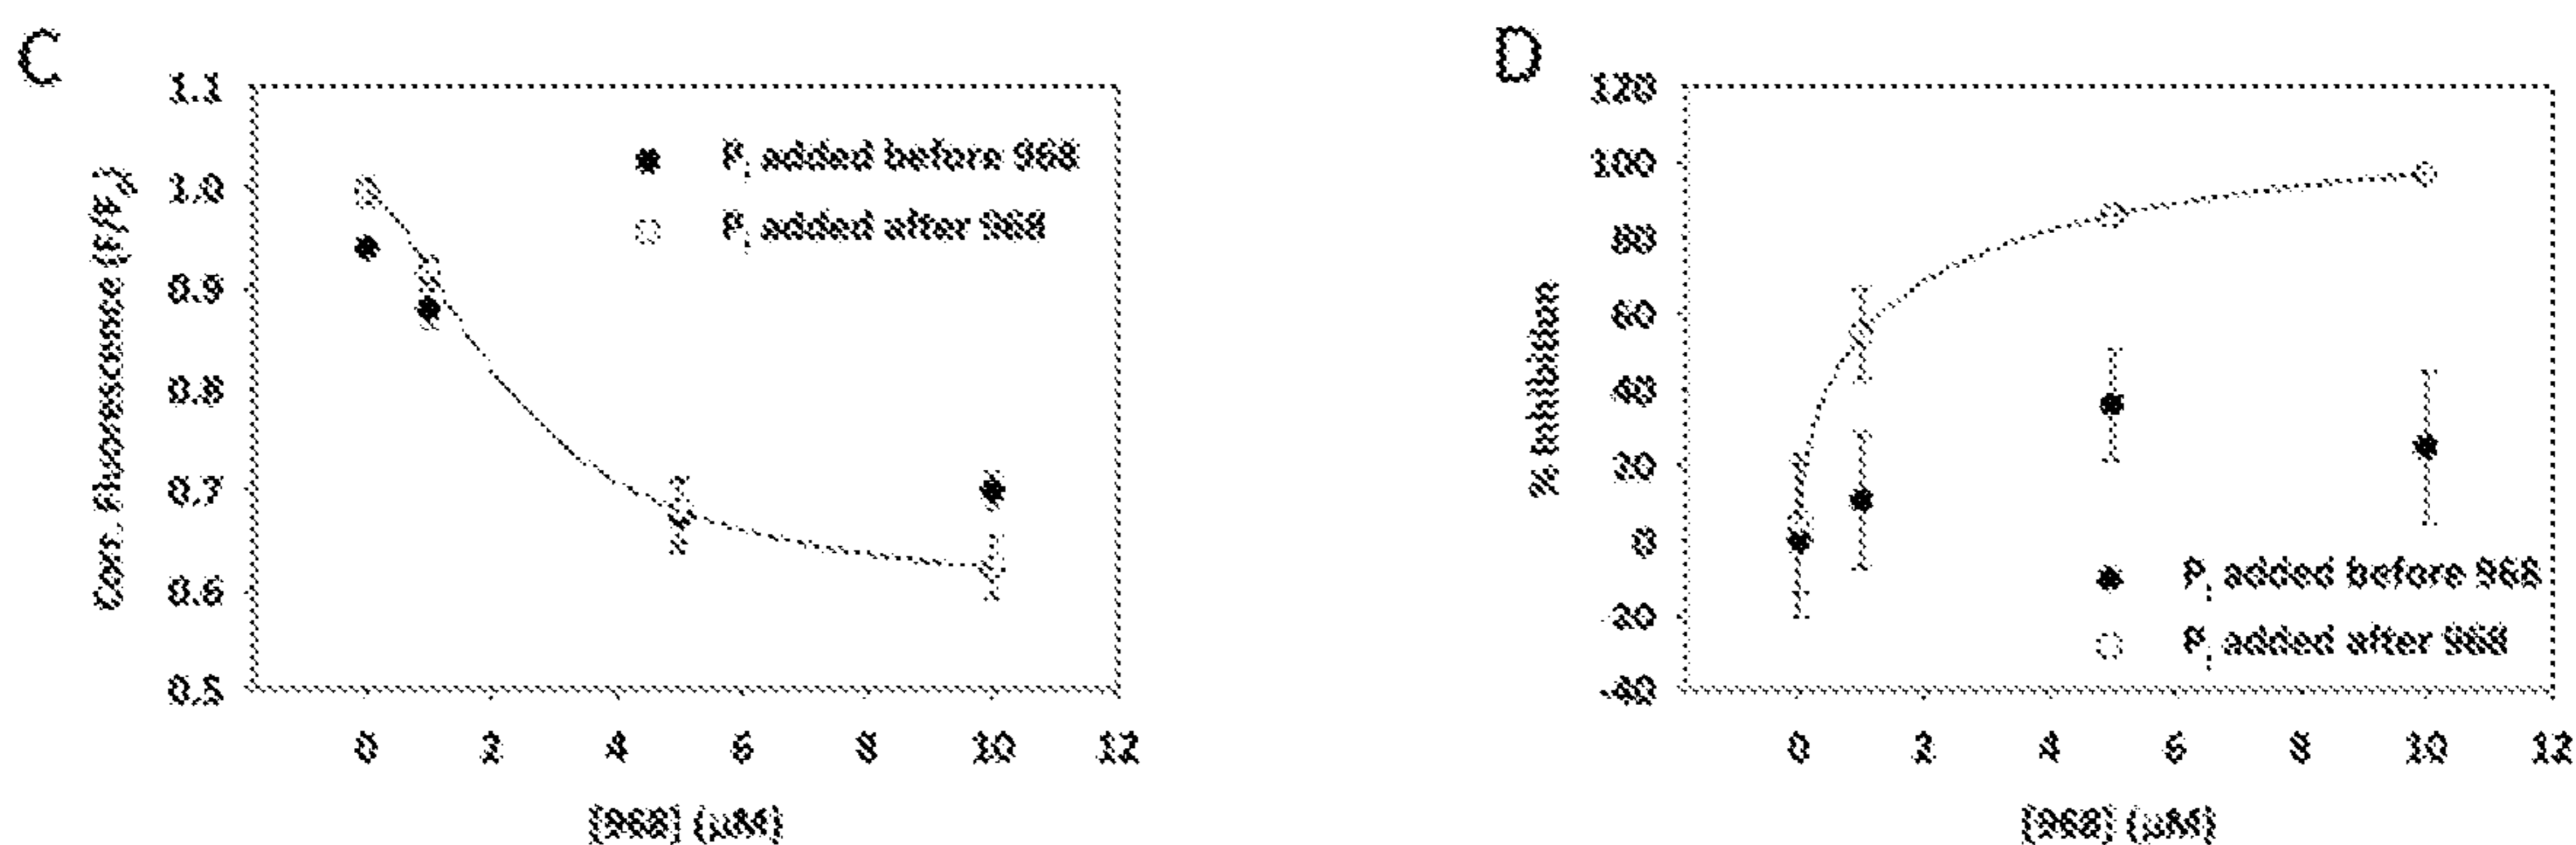 C
Corr. Fluorescence (F/F₀)
1.1
1.0
0.9
0.8
0.7
0.6
0.5
Pᵢ added before 968
Pᵢ added after 968
0 2 4 6 8 10 12
[968] (µM)
D
% Inhibition
120
100
80
60
40
20
0
-20
-40
Pᵢ added before 968
Pᵢ added after 968
0 2 4 6 8 10 12
[968] (µM)